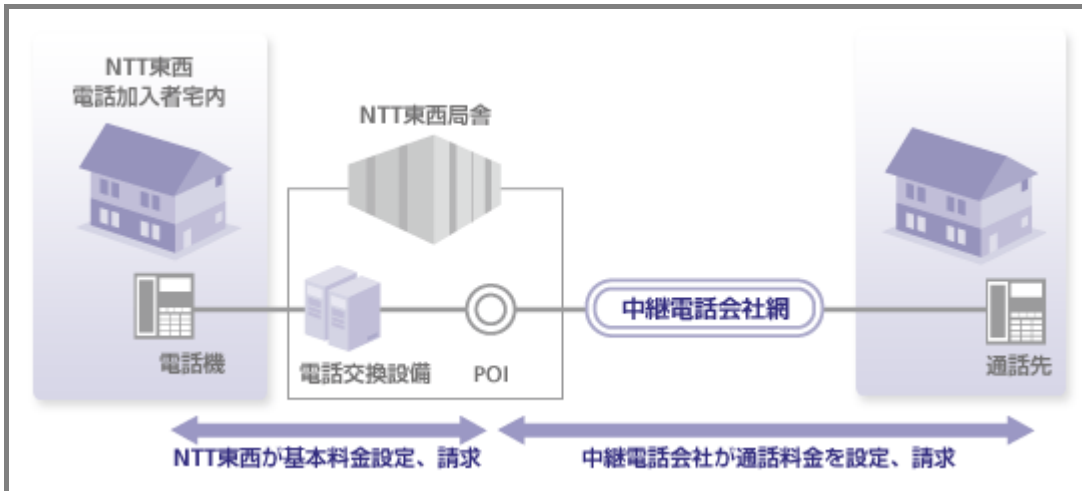 NTT東西
電話加入者宅内
NTT東西局舎
中継電話会社網
電話機
電話交換設備
POI
通話先
NTT東西が基本料金設定、請求
中継電話会社が通話料金を設定、請求